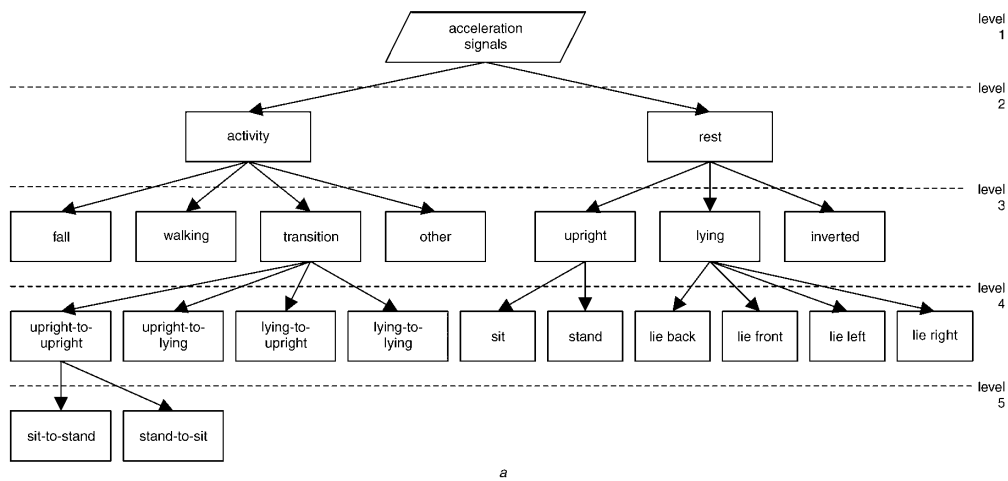 acceleration
signals
level
1
level
2
activity
rest
level
3
fall
walking
transition
other
upright
lying
inverted
level
4
upright-to-
upright
upright-to-
lying
lying-to-
upright
lying-to-
lying
sit
stand
lie back
lie front
lie left
lie right
level
5
sit-to-stand
stand-to-sit
a